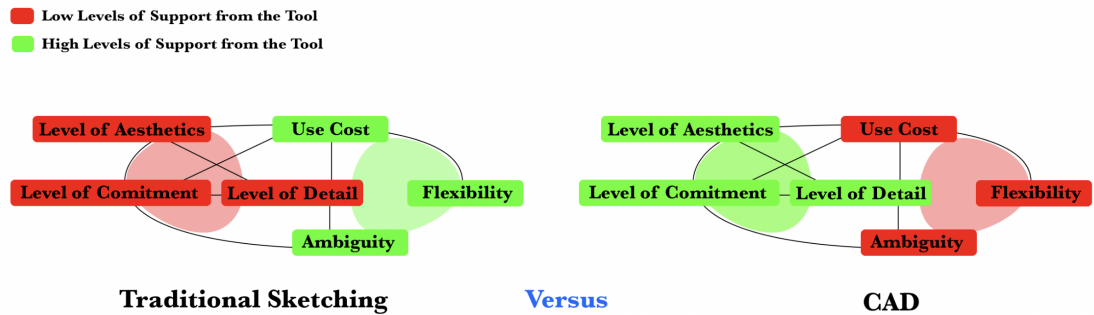 Low Levels of Support from the Tool
High Levels of Support from the Tool
Level of Aesthetics
Use Cost
Level of Comitment
Level of Detail
Flexibility
Ambiguity
Level of Aesthetics
Use Cost
Level of Comitment
Level of Detail
Flexibility
Ambiguity
Traditional Sketching
Versus
CAD